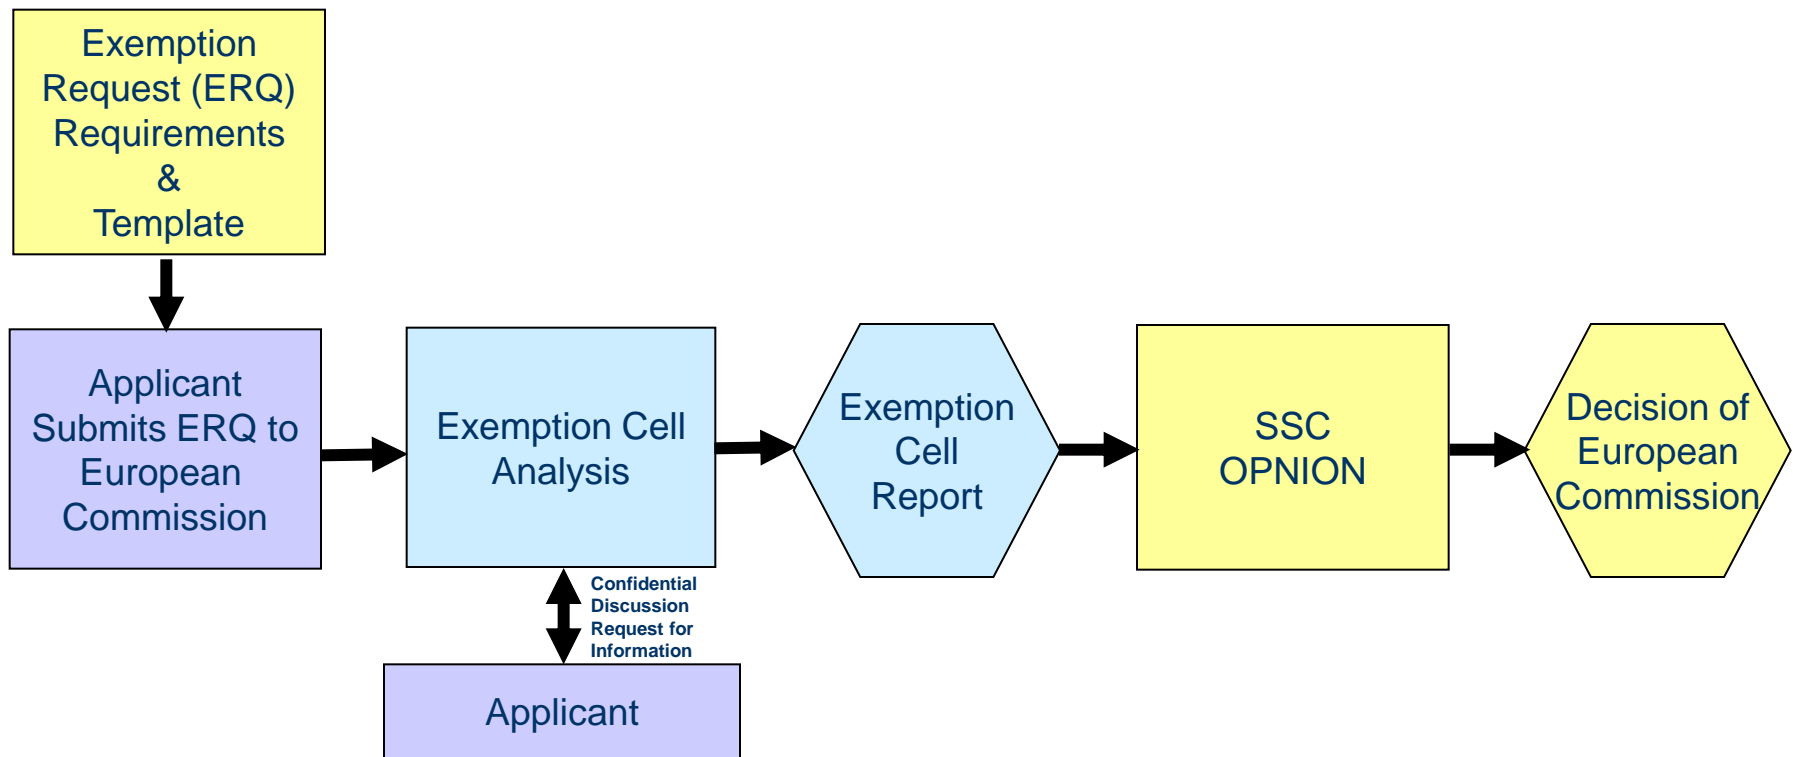 Exemption
Request (ERQ)
Requirements
&
Template
Applicant
Submits ERQ to
European
Commission
Exemption Cell
Analysis
Exemption
Cell
Report
SSC
OPNION
Decision of
European
Commission
Confidential
Discussion
Request for
Information
Applicant